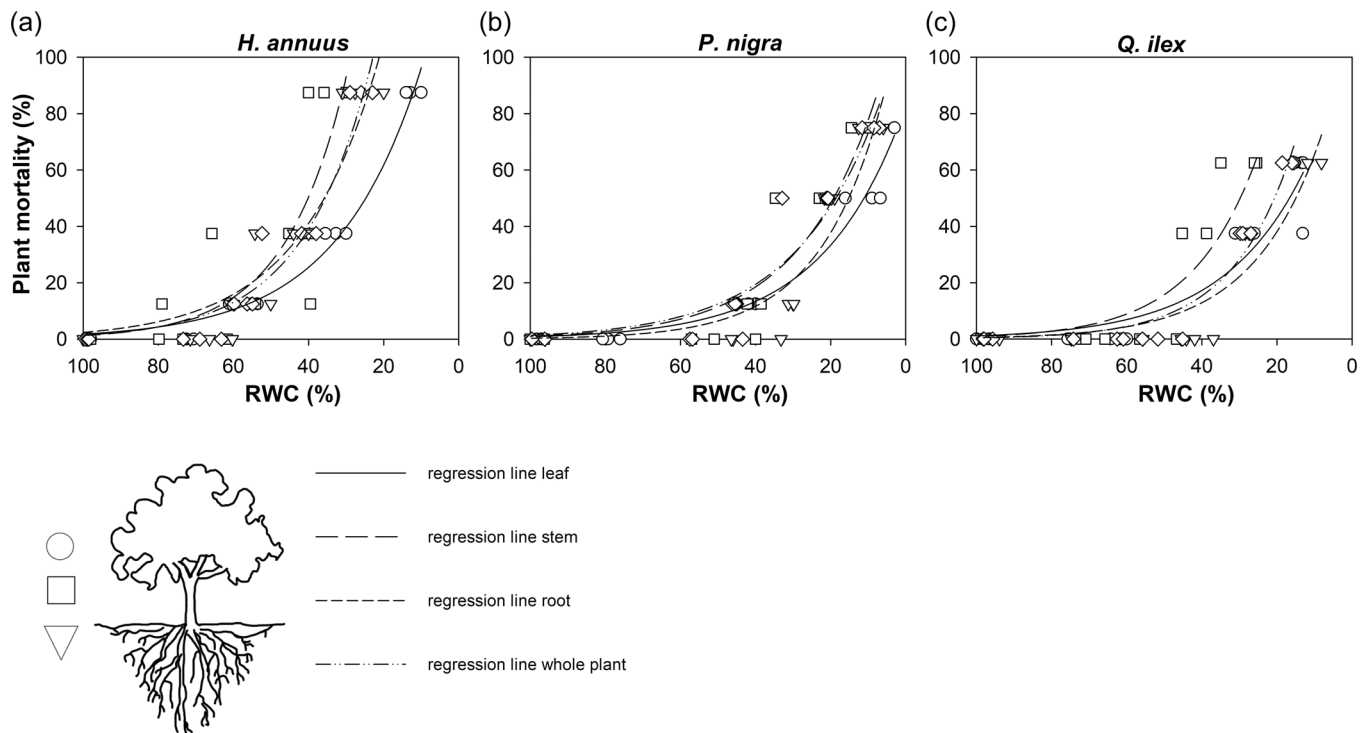 (a)
H. annuus
(b)
P. nigra
(c)
Q. ilex
Plant mortality (%)
100
80
60
40
20
0
100
80
60
40
20
0
100
80
60
40
20
0
100 80 60 40 20 0
RWC (%)
100 80 60 40 20 0
RWC (%)
100 80 60 40 20 0
RWC (%)
regression line leaf
regression line stem
regression line root
regression line whole plant